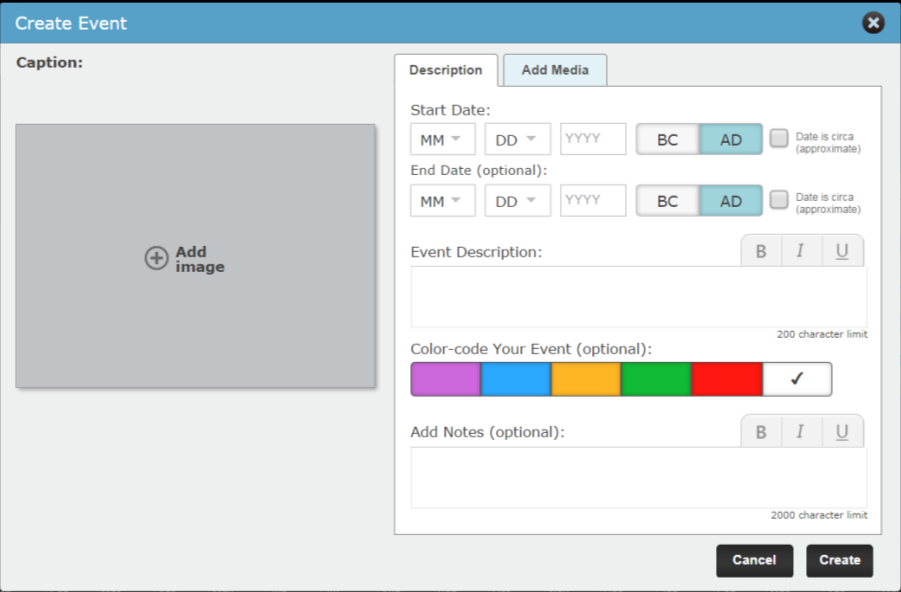 Create Event
Caption:
Add
image
Description
Add Media
Start Date:
MM DD YYYY BC AD Date is circa
(approximate)
End Date (optional):
MM DD YYYY BC AD Date is circa
(approximate)
Event Description: B I U
200 character limit
Color-code Your Event (optional):
Add Notes (optional): B I U
2000 character limit
Cancel Create